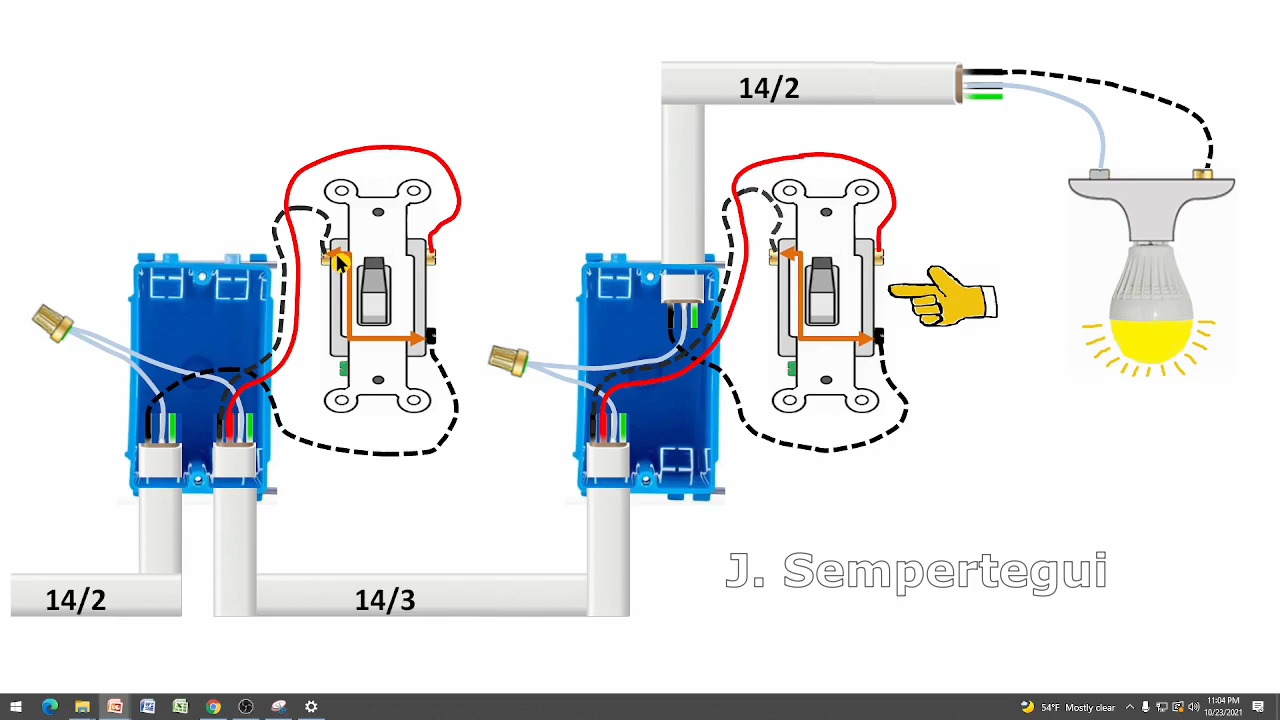 14/2
J. Sempertegui
14/2
14/3
54°F Mostly clear
11:04 PM
10/23/2021